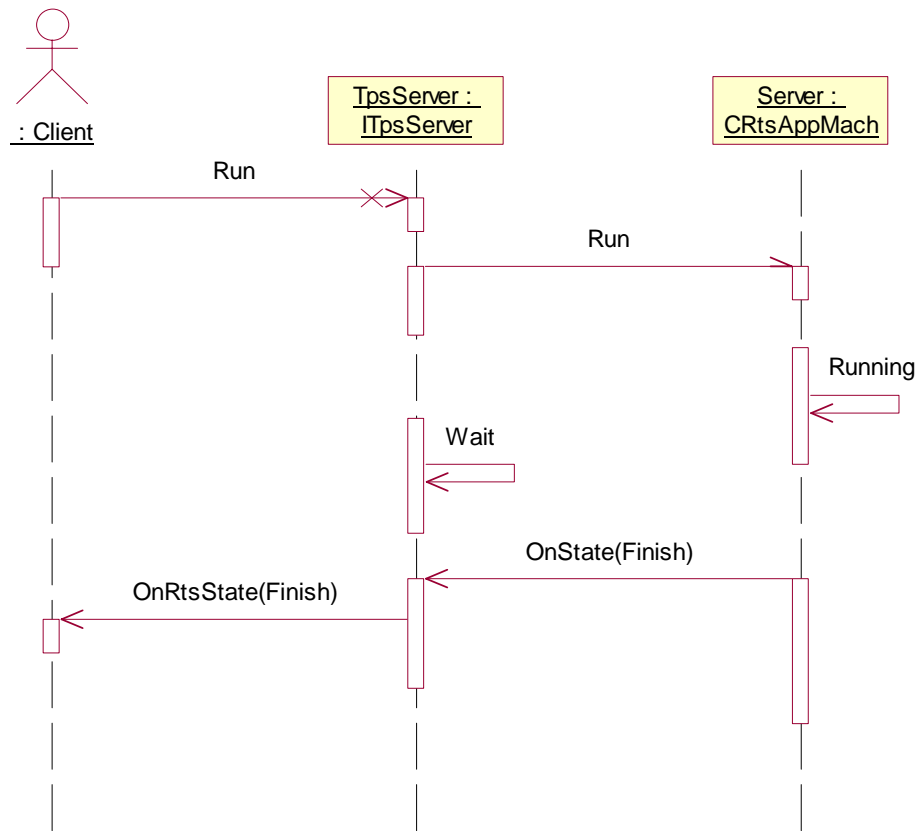 : Client
TpsServer :
ITpsServer
Server :
CRtsAppMach
Run
Run
Running
Wait
OnState(Finish)
OnRtsState(Finish)